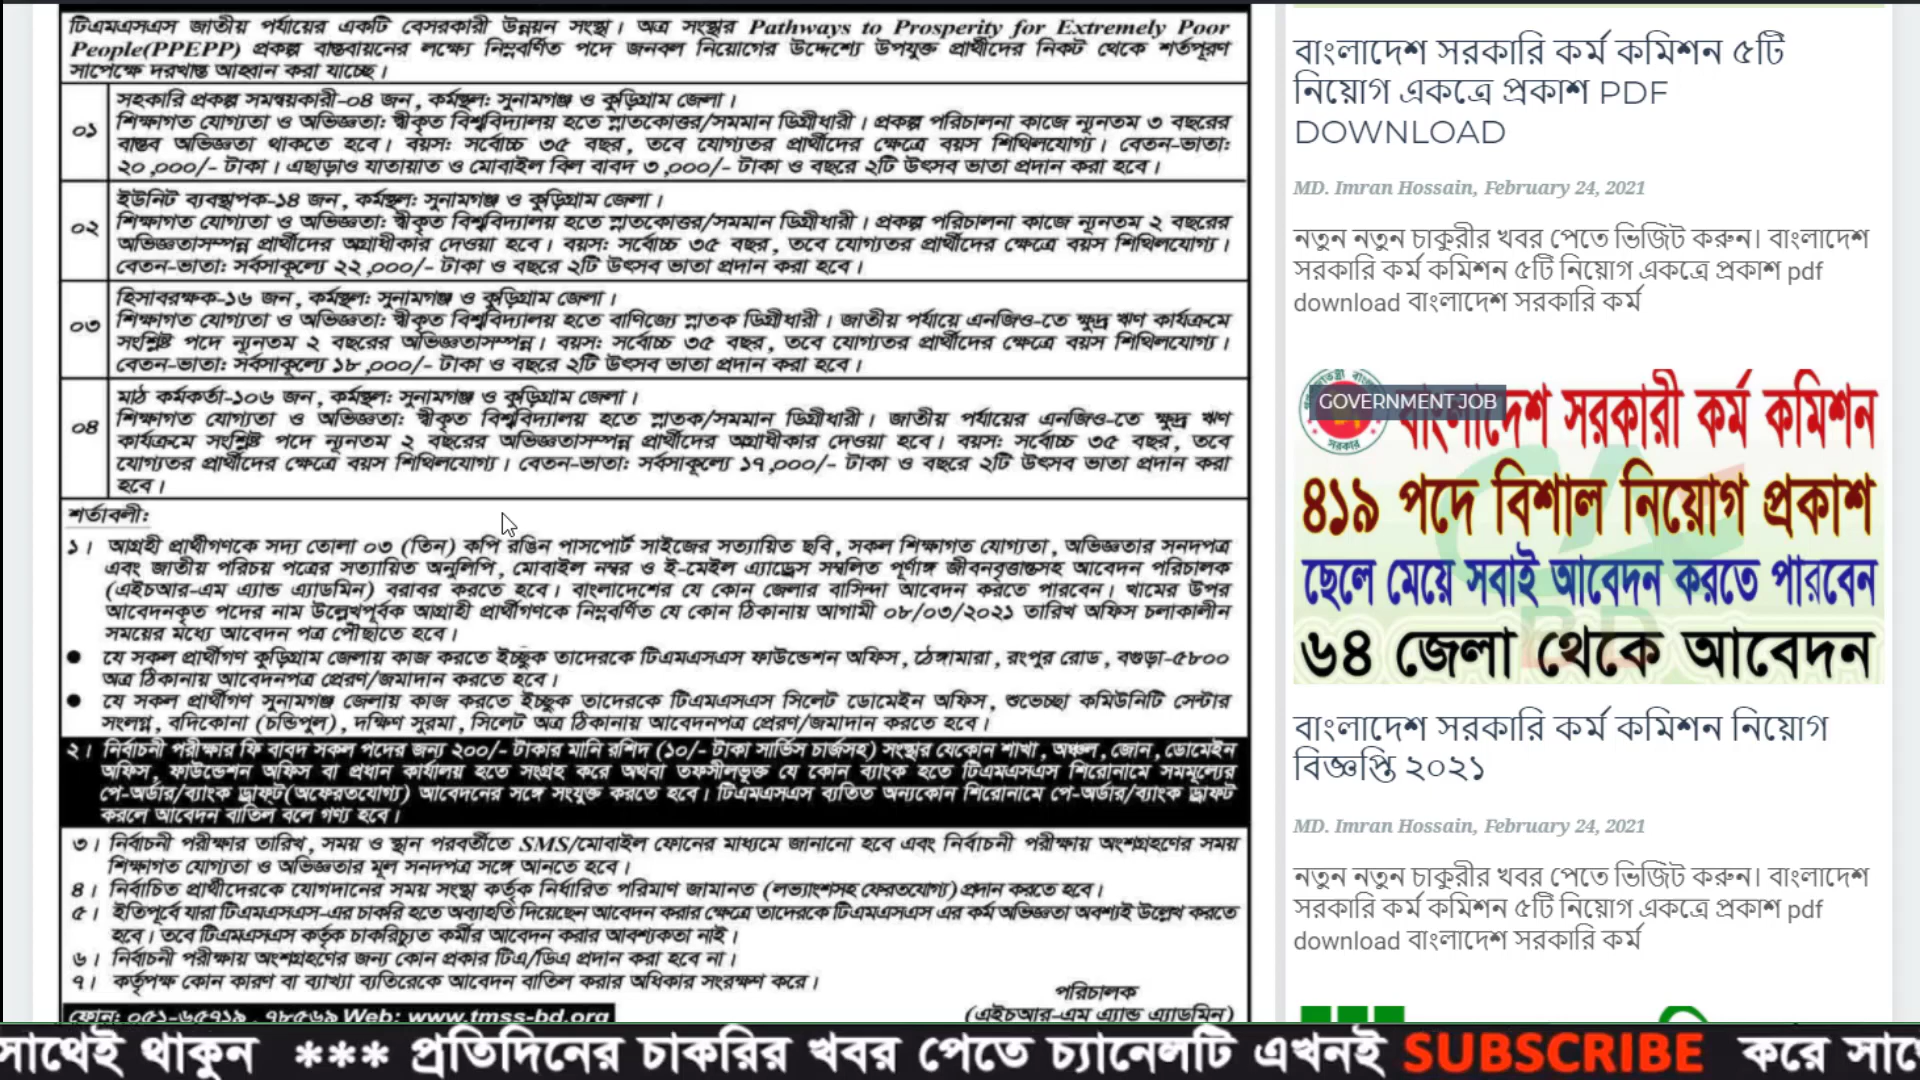 টিএমএসএস জাতীয় পর্যায়ের একটি বেসরকারী উন্নয়ন সংস্থা। অত্র সংস্থার Pathways to Prosperity for Extremely Poor
People(PPEPP) প্রকল্প বাস্তবায়নের লক্ষ্যে নিম্নবর্ণিত পদে জনবল নিয়োগের উদ্দেশ্যে উপযুক্ত প্রার্থীদের নিকট থেকে শর্তপূরণ
সাপেক্ষে দরখাস্ত আহ্বান করা যাচ্ছে।
০১
সহকারি প্রকল্প সমন্বয়কারী-০৪ জন, কর্মস্থল: সুনামগঞ্জ ও কুড়িগ্রাম জেলা।
শিক্ষাগত যোগ্যতা ও অভিজ্ঞতা: স্বীকৃত বিশ্ববিদ্যালয় হতে স্নাতকোত্তর/সমমান ডিগ্রীধারী। প্রকল্প পরিচালনা কাজে ন্যূনতম ৩ বছরের
বাস্তব অভিজ্ঞতা থাকতে হবে। বয়স: সর্বোচ্চ ৩৫ বছর, তবে যোগ্যতর প্রার্থীদের ক্ষেত্রে বয়স শিথিলযোগ্য। বেতন-ভাতা:
২০,০০০/- টাকা। এছাড়াও যাতায়াত ও মোবাইল বিল বাবদ ৩,০০০/- টাকা ও বছরে ২টি উৎসব ভাতা প্রদান করা হবে।
০২
ইউনিট ব্যবস্থাপক-১৪ জন, কর্মস্থল: সুনামগঞ্জ ও কুড়িগ্রাম জেলা।
শিক্ষাগত যোগ্যতা ও অভিজ্ঞতা: স্বীকৃত বিশ্ববিদ্যালয় হতে স্নাতকোত্তর/সমমান ডিগ্রীধারী। প্রকল্প পরিচালনা কাজে ন্যূনতম ২ বছরের
অভিজ্ঞতাসম্পন্ন প্রার্থীদের অগ্রাধীকার দেওয়া হবে। বয়স: সর্বোচ্চ ৩৫ বছর, তবে যোগ্যতর প্রার্থীদের ক্ষেত্রে বয়স শিথিলযোগ্য।
বেতন-ভাতা: সর্বসাকুল্যে ২২,০০০/- টাকা ও বছরে ২টি উৎসব ভাতা প্রদান করা হবে।
০৩
হিসাবরক্ষক-১৬ জন, কর্মস্থল: সুনামগঞ্জ ও কুড়িগ্রাম জেলা।
শিক্ষাগত যোগ্যতা ও অভিজ্ঞতা: স্বীকৃত বিশ্ববিদ্যালয় হতে বাণিজ্যে স্নাতক ডিগ্রীধারী। জাতীয় পর্যায়ে এনজিও-তে ক্ষুদ্র ঋণ কার্যক্রমে
সংশ্লিষ্ট পদে ন্যূনতম ২ বছরের অভিজ্ঞতাসম্পন্ন। বয়স: সর্বোচ্চ ৩৫ বছর, তবে যোগ্যতর প্রার্থীদের ক্ষেত্রে বয়স শিথিলযোগ্য।
বেতন-ভাতা: সর্বসাকুল্যে ১৮,০০০/- টাকা ও বছরে ২টি উৎসব ভাতা প্রদান করা হবে।
০৪
মাঠ কর্মকর্তা-১০৬ জন, কর্মস্থল: সুনামগঞ্জ ও কুড়িগ্রাম জেলা।
শিক্ষাগত যোগ্যতা ও অভিজ্ঞতা: স্বীকৃত বিশ্ববিদ্যালয় হতে স্নাতক/সমমান ডিগ্রীধারী। জাতীয় পর্যায়ের এনজিও-তে ক্ষুদ্র ঋণ
কার্যক্রমে সংশ্লিষ্ট পদে ন্যূনতম ২ বছরের অভিজ্ঞতাসম্পন্ন প্রার্থীদের অগ্রাধীকার দেওয়া হবে। বয়স: সর্বোচ্চ ৩৫ বছর, তবে
যোগ্যতর প্রার্থীদের ক্ষেত্রে বয়স শিথিলযোগ্য। বেতন-ভাতা: সর্বসাকুল্যে ১৭,০০০/- টাকা ও বছরে ২টি উৎসব ভাতা প্রদান করা
হবে।
শর্তাবলী:
১। আগ্রহী প্রার্থীগণকে সদ্য তোলা ০৩ (তিন) কপি রঙিন পাসপোর্ট সাইজের সত্যায়িত ছবি, সকল শিক্ষাগত যোগ্যতা, অভিজ্ঞতার সনদপত্র
এবং জাতীয় পরিচয় পত্রের সত্যায়িত অনুলিপি, মোবাইল নম্বর ও ই-মেইল এ্যাড্রেস সম্বলিত পূর্ণাঙ্গ জীবনবৃত্তান্তসহ আবেদন পরিচালক
(এইচআর-এম এ্যান্ড এ্যাডমিন) বরাবর করতে হবে। বাংলাদেশের যে কোন জেলার বাসিন্দা আবেদন করতে পারবেন। খামের উপর
আবেদনকৃত পদের নাম উল্লেখপূর্বক আগ্রহী প্রার্থীগণকে নিম্নবর্ণিত যে কোন ঠিকানায় আগামী ০৮/০৩/২০২১ তারিখ অফিস চলাকালীন
সময়ের মধ্যে আবেদন পত্র পৌঁছাতে হবে।
● যে সকল প্রার্থীগণ কুড়িগ্রাম জেলায় কাজ করতে ইচ্ছুক তাদেরকে টিএমএসএস ফাউন্ডেশন অফিস, ঠেঙ্গামারা, রংপুর রোড, বগুড়া-৫৮০০
অত্র ঠিকানায় আবেদনপত্র প্রেরণ/জমাদান করতে হবে।
● যে সকল প্রার্থীগণ সুনামগঞ্জ জেলায় কাজ করতে ইচ্ছুক তাদেরকে টিএমএসএস সিলেট ডোমেইন অফিস, শুভেচ্ছা কমিউনিটি সেন্টার
সংলগ্ন, বদিকোনা (চন্ডিপুল), দক্ষিণ সুরমা, সিলেট অত্র ঠিকানায় আবেদনপত্র প্রেরণ/জমাদান করতে হবে।
২। নির্বাচনী পরীক্ষার ফি বাবদ সকল পদের জন্য ২০০/- টাকার মানি রশিদ (১০/- টাকা সার্ভিস চার্জসহ) সংস্থার যেকোন শাখা, অঞ্চল, জোন, ডোমেইন
অফিস, ফাউন্ডেশন অফিস বা প্রধান কার্যালয় হতে সংগ্রহ করে অথবা তফসীলভূক্ত যে কোন ব্যাংক হতে টিএমএসএস শিরোনামে সমমূল্যের
পে-অর্ডার/ব্যাংক ড্রাফ্ট(অফেরতযোগ্য) আবেদনের সঙ্গে সংযুক্ত করতে হবে। টিএমএসএস ব্যতিত অন্যকোন শিরোনামে পে-অর্ডার/ব্যাংক ড্রাফট
করলে আবেদন বাতিল বলে গণ্য হবে।
৩। নির্বাচনী পরীক্ষার তারিখ, সময় ও স্থান পরবর্তীতে SMS/মোবাইল ফোনের মাধ্যমে জানানো হবে এবং নির্বাচনী পরীক্ষায় অংশগ্রহণের সময়
শিক্ষাগত যোগ্যতা ও অভিজ্ঞতার মূল সনদপত্র সঙ্গে আনতে হবে।
৪। নির্বাচিত প্রার্থীদেরকে যোগদানের সময় সংস্থা কর্তৃক নির্ধারিত পরিমাণ জামানত (লভ্যাংশসহ ফেরতযোগ্য) প্রদান করতে হবে।
৫। ইতিপূর্বে যারা টিএমএসএস-এর চাকরি হতে অব্যাহতি দিয়েছেন আবেদন করার ক্ষেত্রে তাদেরকে টিএমএসএস এর কর্ম অভিজ্ঞতা অবশ্যই উল্লেখ করতে
হবে। তবে টিএমএসএস কর্তৃক চাকরিচ্যুত কর্মীর আবেদন করার আবশ্যকতা নাই।
৬। নির্বাচনী পরীক্ষায় অংশগ্রহণের জন্য কোন প্রকার টিএ/ডিএ প্রদান করা হবে না।
৭। কর্তৃপক্ষ কোন কারণ বা ব্যাখ্যা ব্যতিরেকে আবেদন বাতিল করার অধিকার সংরক্ষণ করে।
পরিচালক
(এইচআর-এম এ্যান্ড এ্যাডমিন)
ফোন: ০৫১-৬৫৭১৯, ৭৮৫৬৯ Web: www.tmss-bd.org
বাংলাদেশ সরকারি কর্ম কমিশন ৫টি
নিয়োগ একত্রে প্রকাশ PDF
DOWNLOAD
MD. Imran Hossain, February 24, 2021
নতুন নতুন চাকুরীর খবর পেতে ভিজিট করুন। বাংলাদেশ
সরকারি কর্ম কমিশন ৫টি নিয়োগ একত্রে প্রকাশ pdf
download বাংলাদেশ সরকারি কর্ম
GOVERNMENT JOB
বাংলাদেশ সরকারী কর্ম কমিশন
৪১৯ পদে বিশাল নিয়োগ প্রকাশ
ছেলে মেয়ে সবাই আবেদন করতে পারবেন
৬৪ জেলা থেকে আবেদন
বাংলাদেশ সরকারি কর্ম কমিশন নিয়োগ
বিজ্ঞপ্তি ২০২১
MD. Imran Hossain, February 24, 2021
নতুন নতুন চাকুরীর খবর পেতে ভিজিট করুন। বাংলাদেশ
সরকারি কর্ম কমিশন ৫টি নিয়োগ একত্রে প্রকাশ pdf
download বাংলাদেশ সরকারি কর্ম
সাথেই থাকুন *** প্রতিদিনের চাকরির খবর পেতে চ্যানেলটি এখনই SUBSCRIBE করে